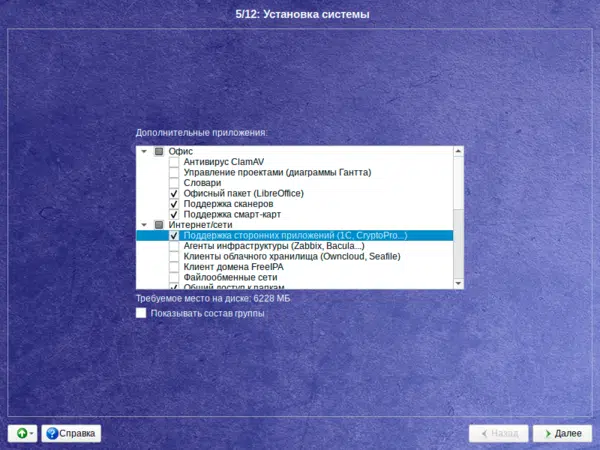 5/12: Установка системы
Дополнительные приложения:
Офис
Антивирус ClamAV
Управление проектами (диаграммы Гантта)
Словари
Офисный пакет (LibreOffice)
Поддержка сканеров
Поддержка смарт-карт
Интернет/сети
Поддержка сторонних приложений (1C, CryptoPro...)
Агенты инфраструктуры (Zabbix, Bacula...)
Клиенты облачного хранилища (Owncloud, Seafile)
Клиент домена FreeIPA
Файлообменные сети
Общий доступ к папкам
Требуемое место на диске: 6228 МБ
Показывать состав группы
Справка
Назад
Далее